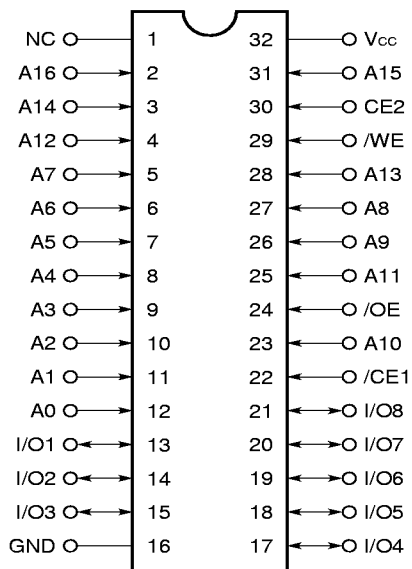 NC 1 32 Vcc
A16 2 31 A15
A14 3 30 CE2
A12 4 29 /WE
A7 5 28 A13
A6 6 27 A8
A5 7 26 A9
A4 8 25 A11
A3 9 24 /OE
A2 10 23 A10
A1 11 22 /CE1
A0 12 21 I/O8
I/O1 13 20 I/O7
I/O2 14 19 I/O6
I/O3 15 18 I/O5
GND 16 17 I/O4